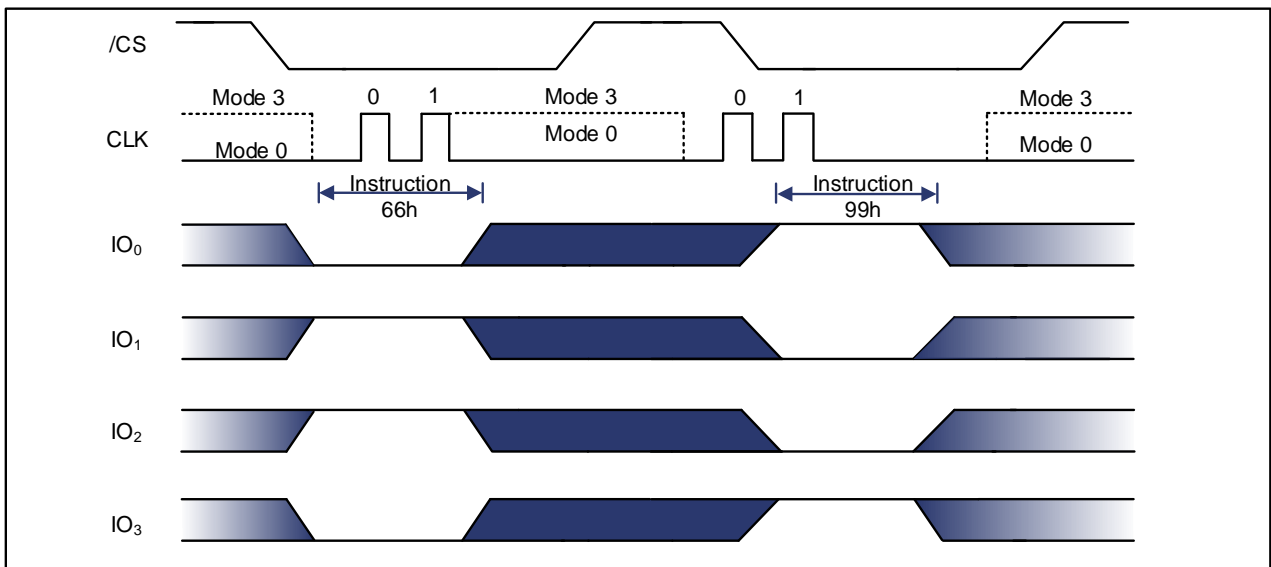 /CS
Mode 3 0 1 Mode 3 0 1 Mode 3
CLK Mode 0 Mode 0 Mode 0
Instruction 66h
Instruction 99h
IO0
IO1
IO2
IO3